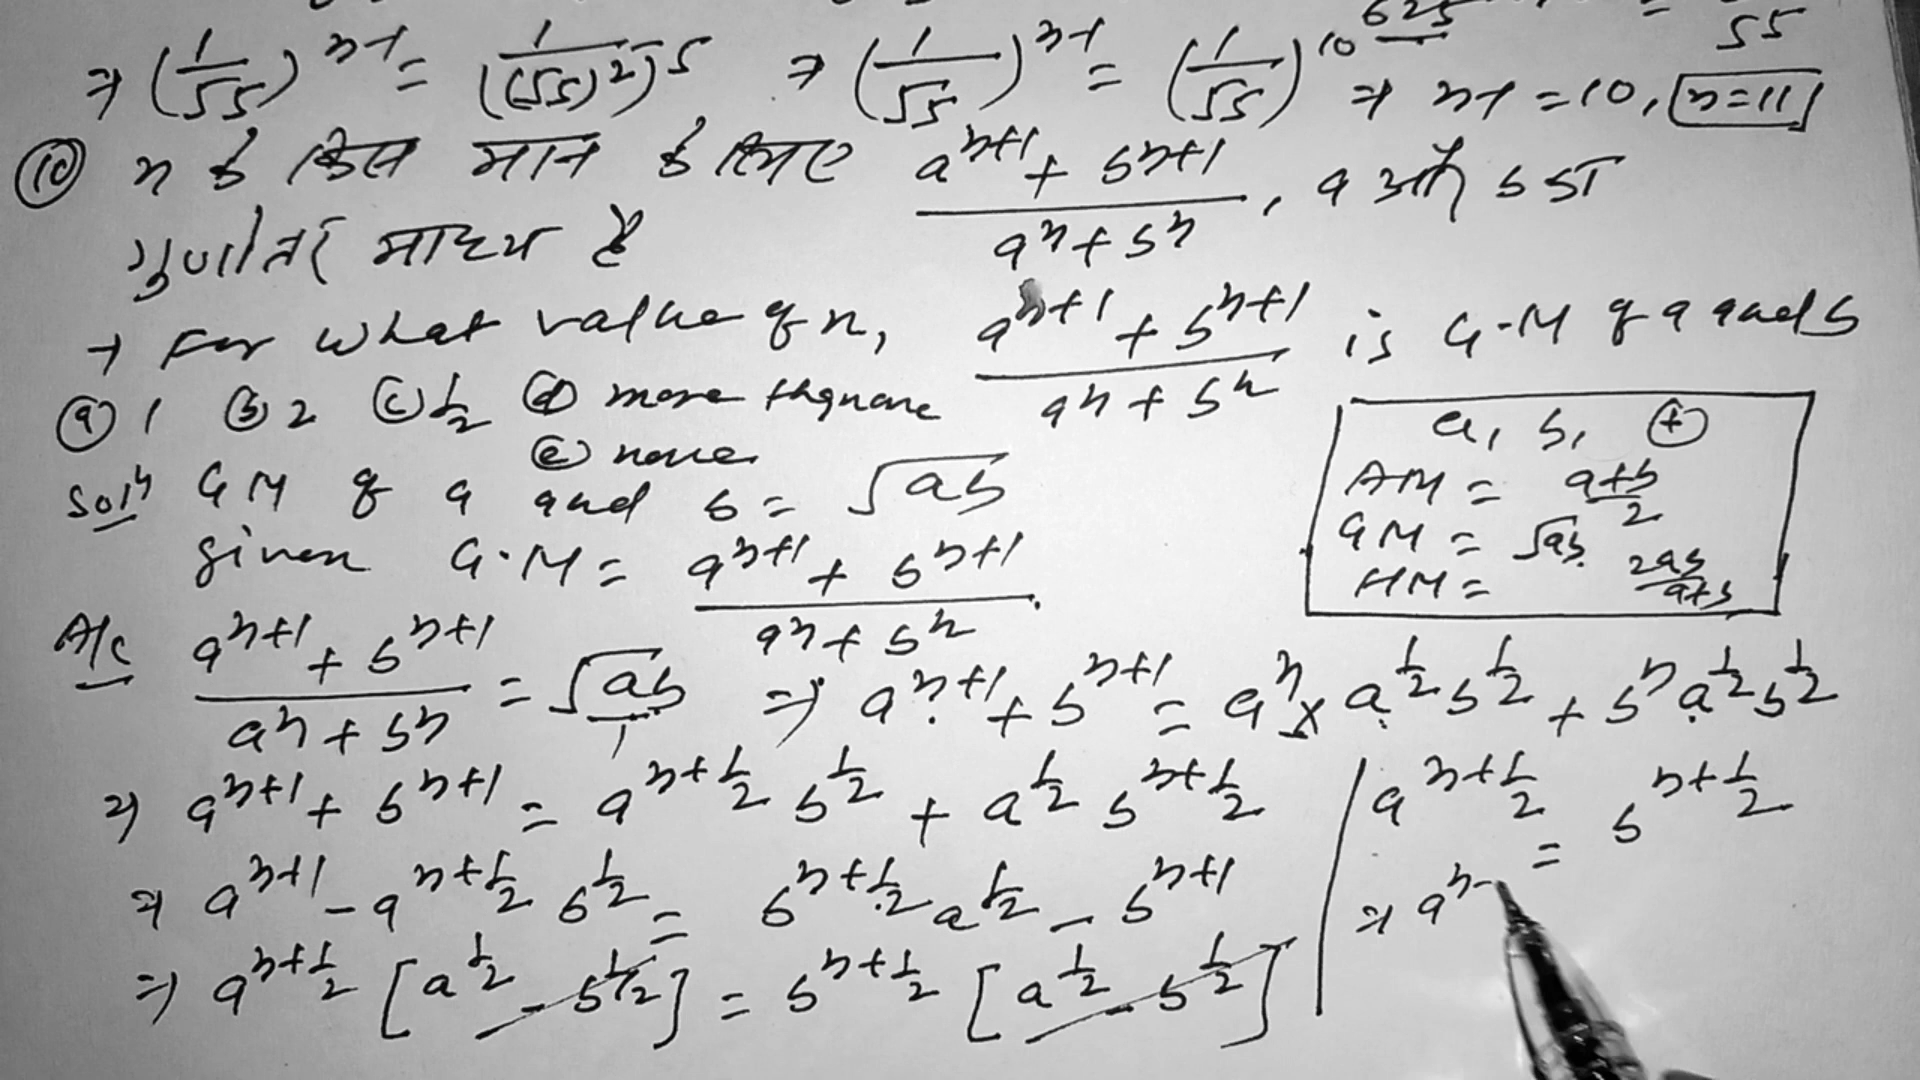 625 = 55
⇒ (1/√5)^(n-1) = 1/((√5)^2)^5 ⇒ (1/√5)^(n-1) = (1/√5)^10 ⇒ n-1 = 10, n=11
(10) n के किस मान के लिए (a^(n+1) + b^(n+1))/(a^n + b^n), a और b का
गुणोत्तर माध्य है
→ For what value of n, (a^(n+1) + b^(n+1))/(a^n + b^n) is G.M of a and b
(a) 1 (b) 2 (c) 1/2 (d) more than one
(e) none
a, b, (+)
AM = (a+b)/2
GM = √ab.
HM = 2ab/(a+b)
Solⁿ GM of a and b = √ab
given G.M = (a^(n+1) + b^(n+1))/(a^n + b^n).
A/c (a^(n+1) + b^(n+1))/(a^n + b^n) = √ab/1 ⇒ a^(n+1) + b^(n+1) = a^n × a^(1/2) b^(1/2) + b^n a^(1/2) b^(1/2)
⇒ a^(n+1) + b^(n+1) = a^(n+1/2) b^(1/2) + a^(1/2) b^(n+1/2)
⇒ a^(n+1) - a^(n+1/2) b^(1/2) = b^(n+1/2) a^(1/2) - b^(n+1)
⇒ a^(n+1/2) [a^(1/2) - b^(1/2)] = b^(n+1/2) [a^(1/2) - b^(1/2)]
a^(n+1/2) = b^(n+1/2)
⇒ a^n-